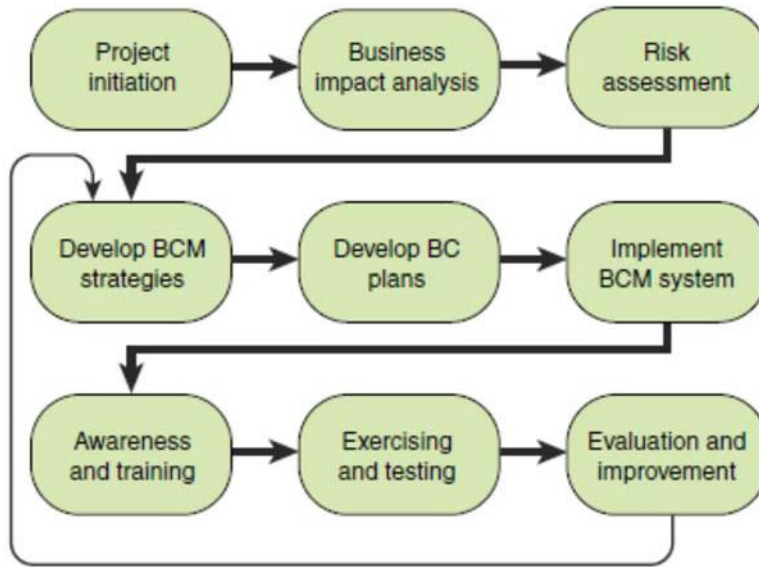 Project
initiation
Business
impact analysis
Risk
assessment
Develop BCM
strategies
Develop BC
plans
Implement
BCM system
Awareness
and training
Exercising
and testing
Evaluation and
improvement